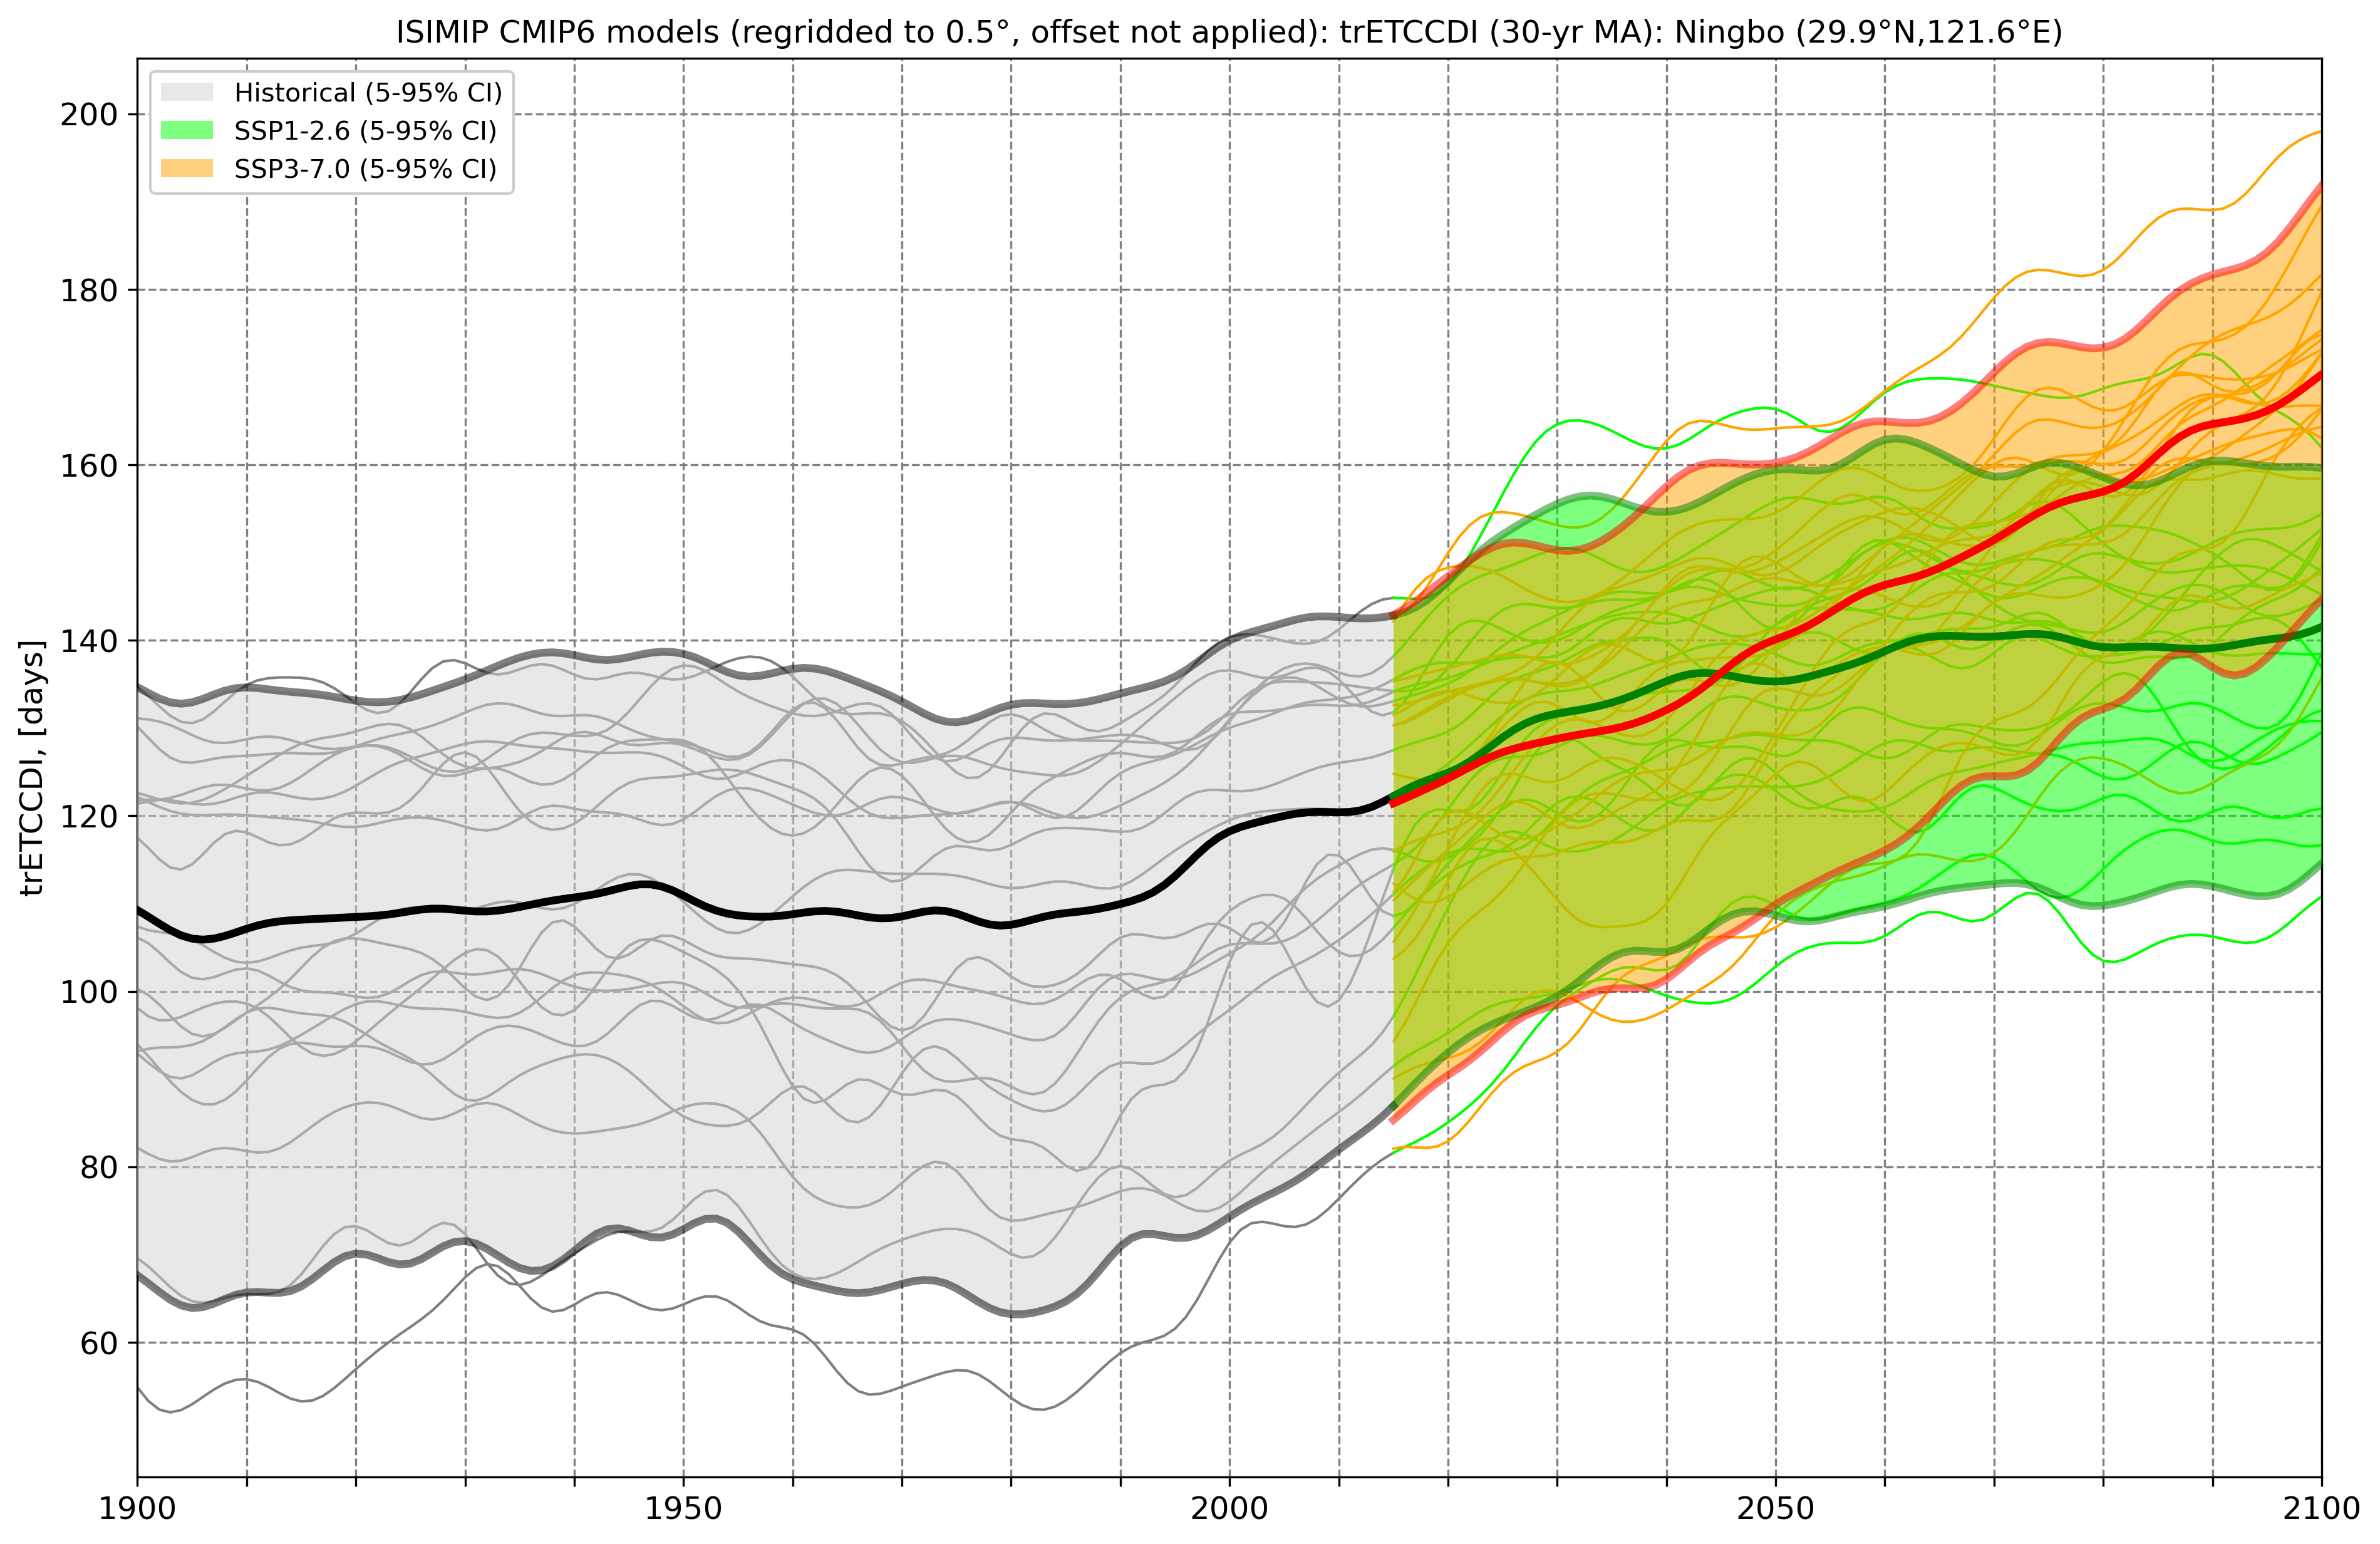 ISIMIP CMIP6 models (regridded to 0.5°, offset not applied): trETCCDI (30-yr MA): Ningbo (29.9°N,121.6°E)
Historical (5-95% CI)
SSP1-2.6 (5-95% CI)
SSP3-7.0 (5-95% CI)
trETCCDI, [days]
200
180
160
140
120
100
80
60
1900 1950 2000 2050 2100